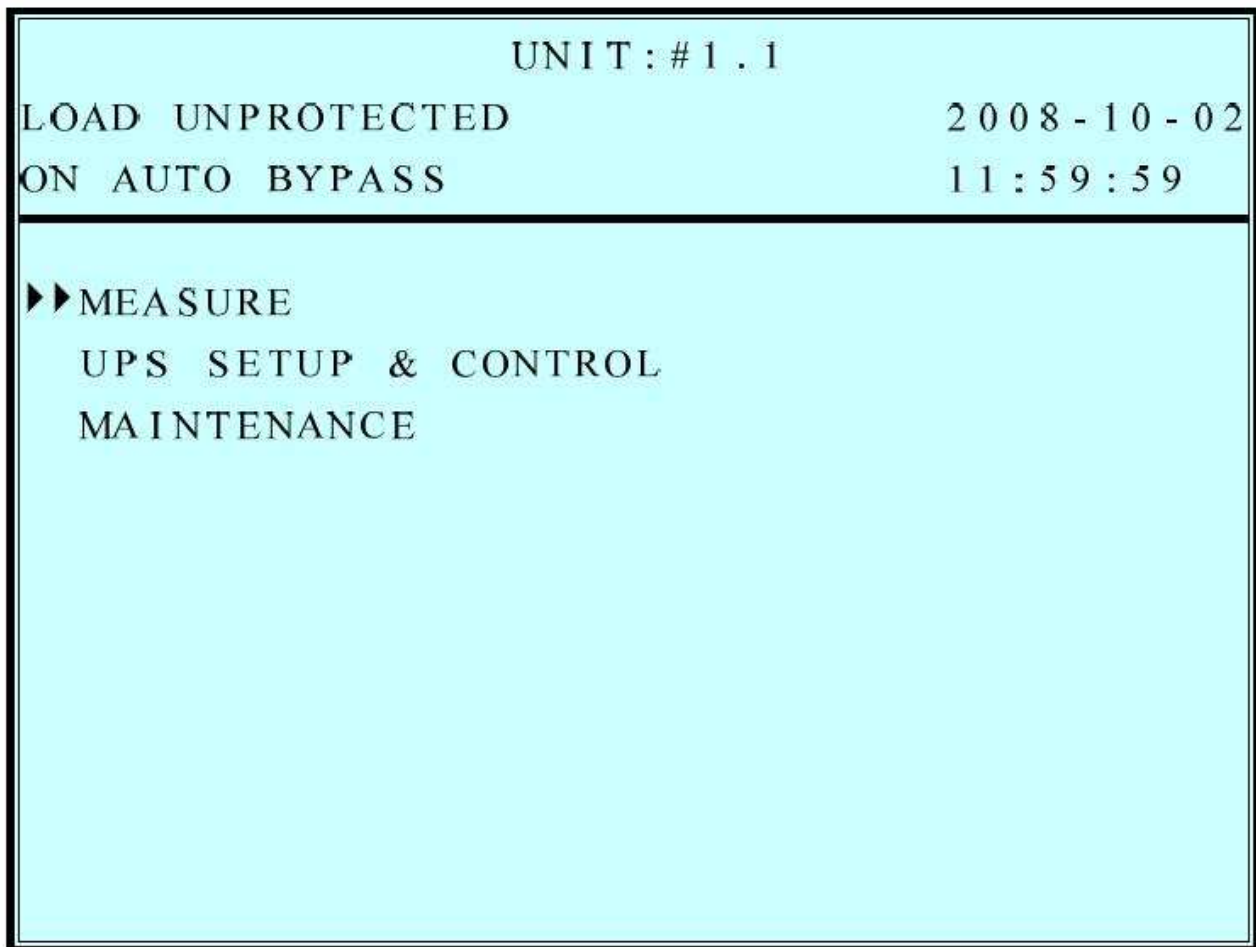 UNIT:#1.1
LOAD UNPROTECTED 2008-10-02
ON AUTO BYPASS 11:59:59
MEASURE
UPS SETUP & CONTROL
MAINTENANCE